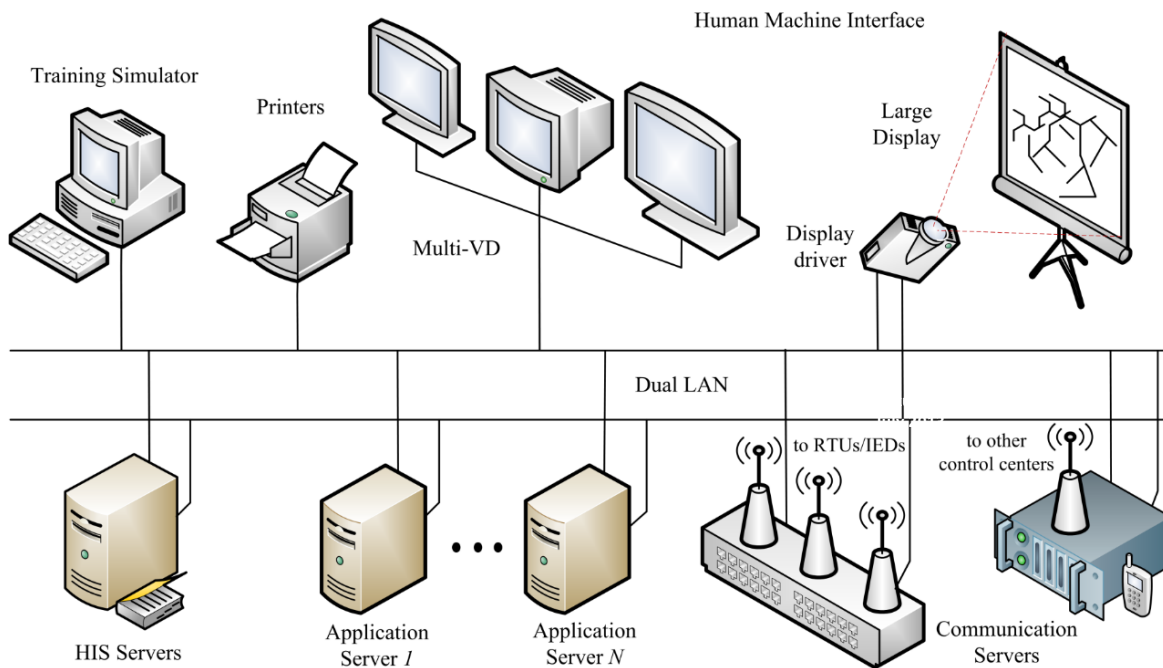 Human Machine Interface
Training Simulator
Printers
Large
Display
Multi-VD
Display
driver
Dual LAN
to RTUs/IEDs
to other
control centers
HIS Servers
Application
Server 1
Application
Server N
Communication
Servers